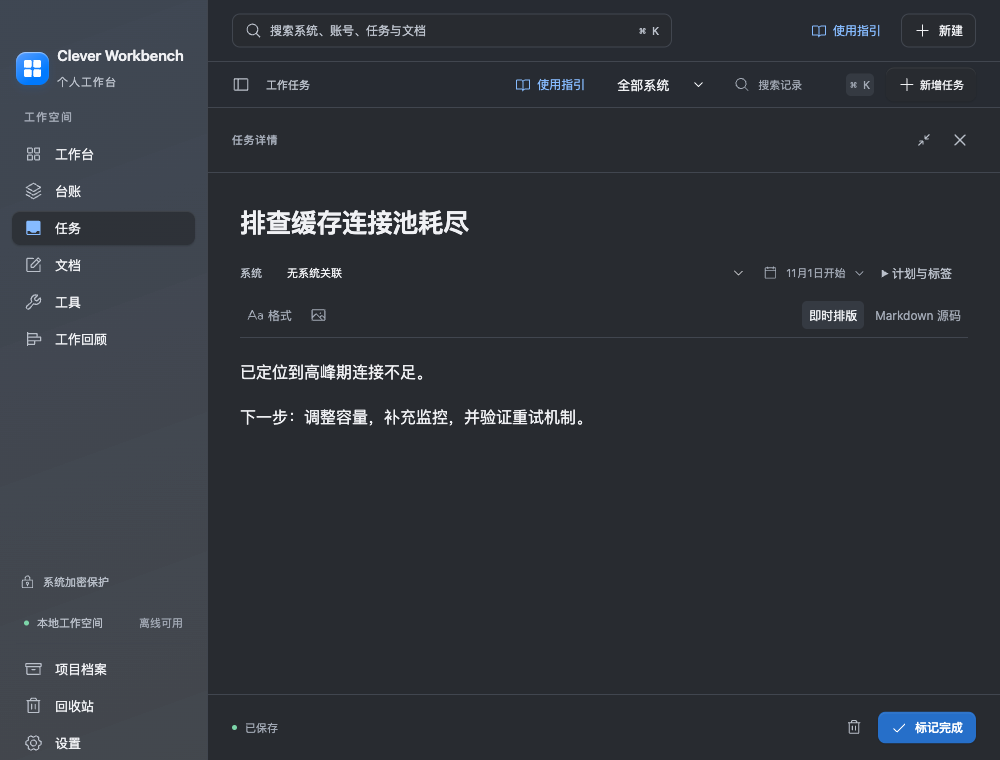 Clever Workbench
个人工作台
工作空间
工作台
台账
任务
文档
工具
工作回顾
系统加密保护
本地工作空间 离线可用
项目档案
回收站
设置
搜索系统、账号、任务与文档 ⌘ K
使用指引
新建
工作任务
使用指引
全部系统
搜索记录 ⌘ K
新增任务
任务详情
排查缓存连接池耗尽
系统 无系统关联 11月1日开始 计划与标签
Aa 格式 即时排版 Markdown 源码
已定位到高峰期连接不足。
下一步：调整容量，补充监控，并验证重试机制。
已保存 标记完成